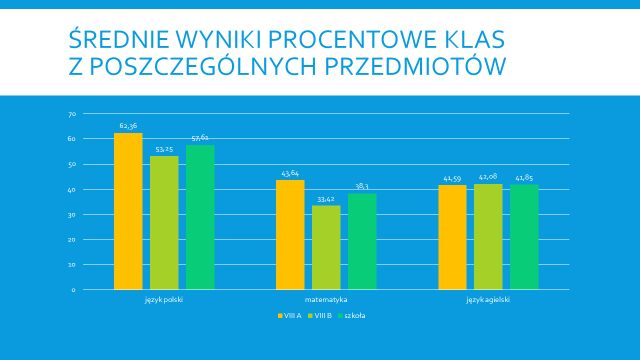 ŚREDNIE WYNIKI PROCENTOWE KLAS
Z POSZCZEGÓLNYCH PRZEDMIOTÓW
70
60
50
40
30
20
10
0
62,36
53,25
57,61
43,64
33,42
38,3
41,59
42,08
41,85
język polski
matematyka
język agielski
VIII A
VIII B
szkoła